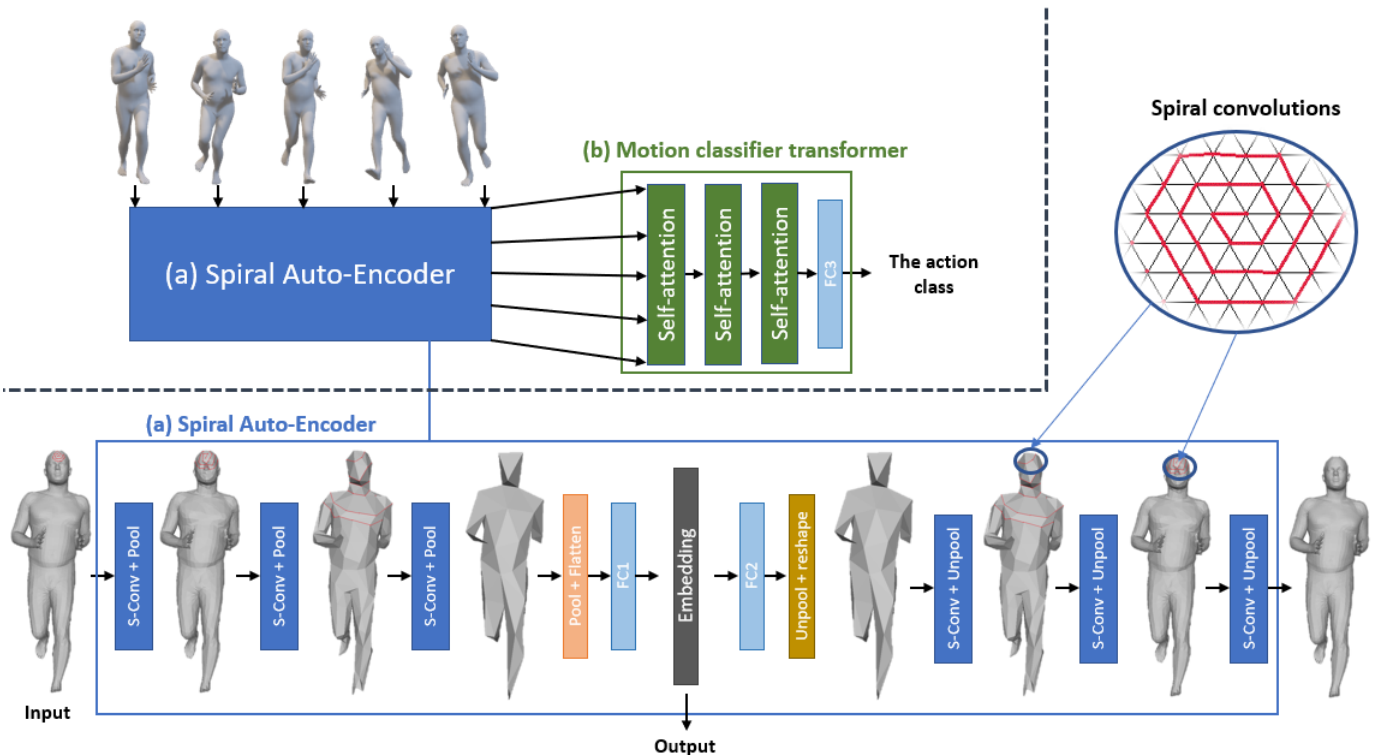 Spiral convolutions
(b) Motion classifier transformer
(a) Spiral Auto-Encoder
Self-attention
Self-attention
Self-attention
FC3
The action
class
(a) Spiral Auto-Encoder
S-Conv + Pool
S-Conv + Pool
S-Conv + Pool
Pool + Flatten
FC1
Embedding
FC2
Unpool + reshape
S-Conv + Unpool
S-Conv + Unpool
S-Conv + Unpool
Input
Output